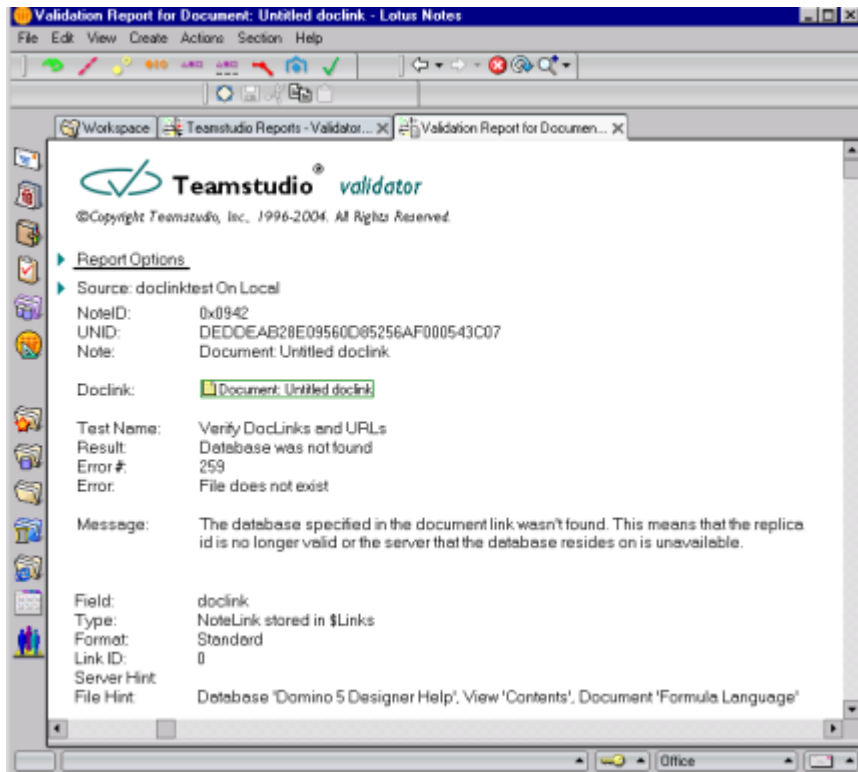 Validation Report for Document: Untitled doclink - Lotus Notes
File Edit View Create Actions Section Help
Workspace Teamstudio Reports - Validator... Validation Report for Documen...
Teamstudio® validator
©Copyright Teamstudio, Inc., 1996-2004. All Rights Reserved.
Report Options
Source: doclinktest On Local
NoteID: 0x0942
UNID: DEDDEAB28E09560D85256AF000543C07
Note: Document: Untitled doclink
Doclink: Document: Untitled doclink
Test Name: Verify DocLinks and URLs
Result: Database was not found
Error #: 259
Error: File does not exist
Message: The database specified in the document link wasn't found. This means that the replica
id is no longer valid or the server that the database resides on is unavailable.
Field: doclink
Type: NoteLink stored in $Links
Format: Standard
Link ID: 0
Server Hint
File Hint Database 'Domino 5 Designer Help', View 'Contents', Document 'Formula Language'
Office